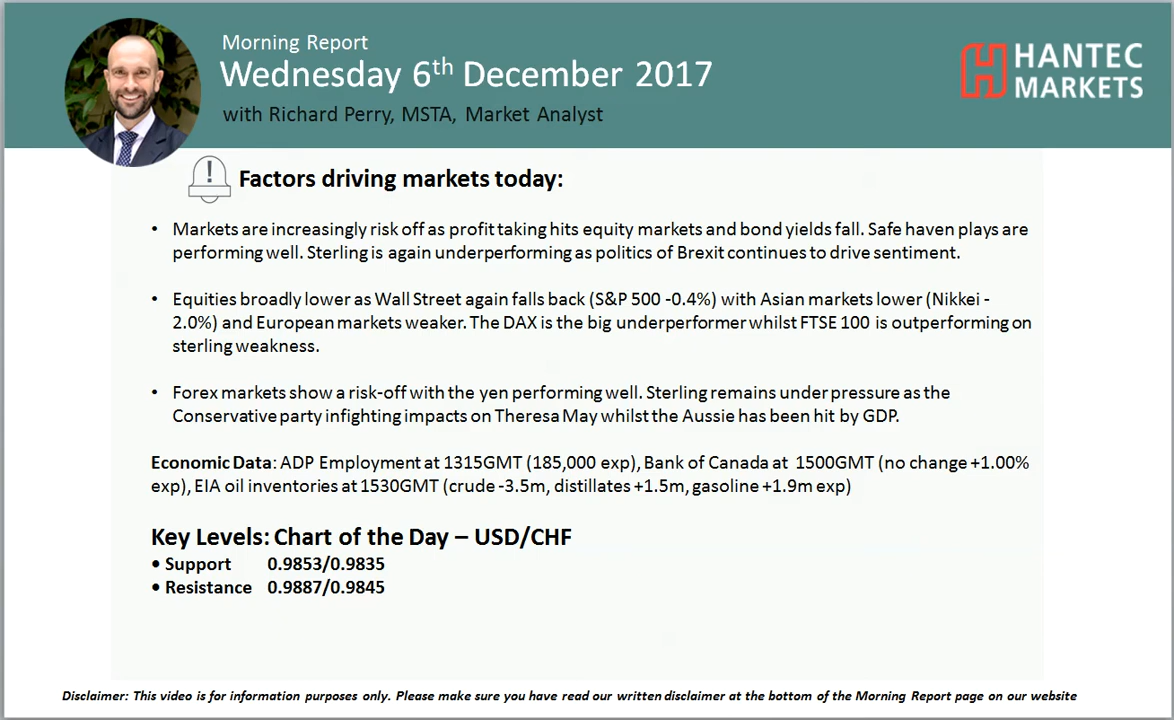 Morning Report
Wednesday 6th December 2017
with Richard Perry, MSTA, Market Analyst
HANTEC
MARKETS
Factors driving markets today:
• Markets are increasingly risk off as profit taking hits equity markets and bond yields fall. Safe haven plays are
performing well. Sterling is again underperforming as politics of Brexit continues to drive sentiment.
• Equities broadly lower as Wall Street again falls back (S&P 500 -0.4%) with Asian markets lower (Nikkei -
2.0%) and European markets weaker. The DAX is the big underperformer whilst FTSE 100 is outperforming on
sterling weakness.
• Forex markets show a risk-off with the yen performing well. Sterling remains under pressure as the
Conservative party infighting impacts on Theresa May whilst the Aussie has been hit by GDP.
Economic Data: ADP Employment at 1315GMT (185,000 exp), Bank of Canada at 1500GMT (no change +1.00%
exp), EIA oil inventories at 1530GMT (crude -3.5m, distillates +1.5m, gasoline +1.9m exp)
Key Levels: Chart of the Day – USD/CHF
• Support 0.9853/0.9835
• Resistance 0.9887/0.9845
Disclaimer: This video is for information purposes only. Please make sure you have read our written disclaimer at the bottom of the Morning Report page on our website